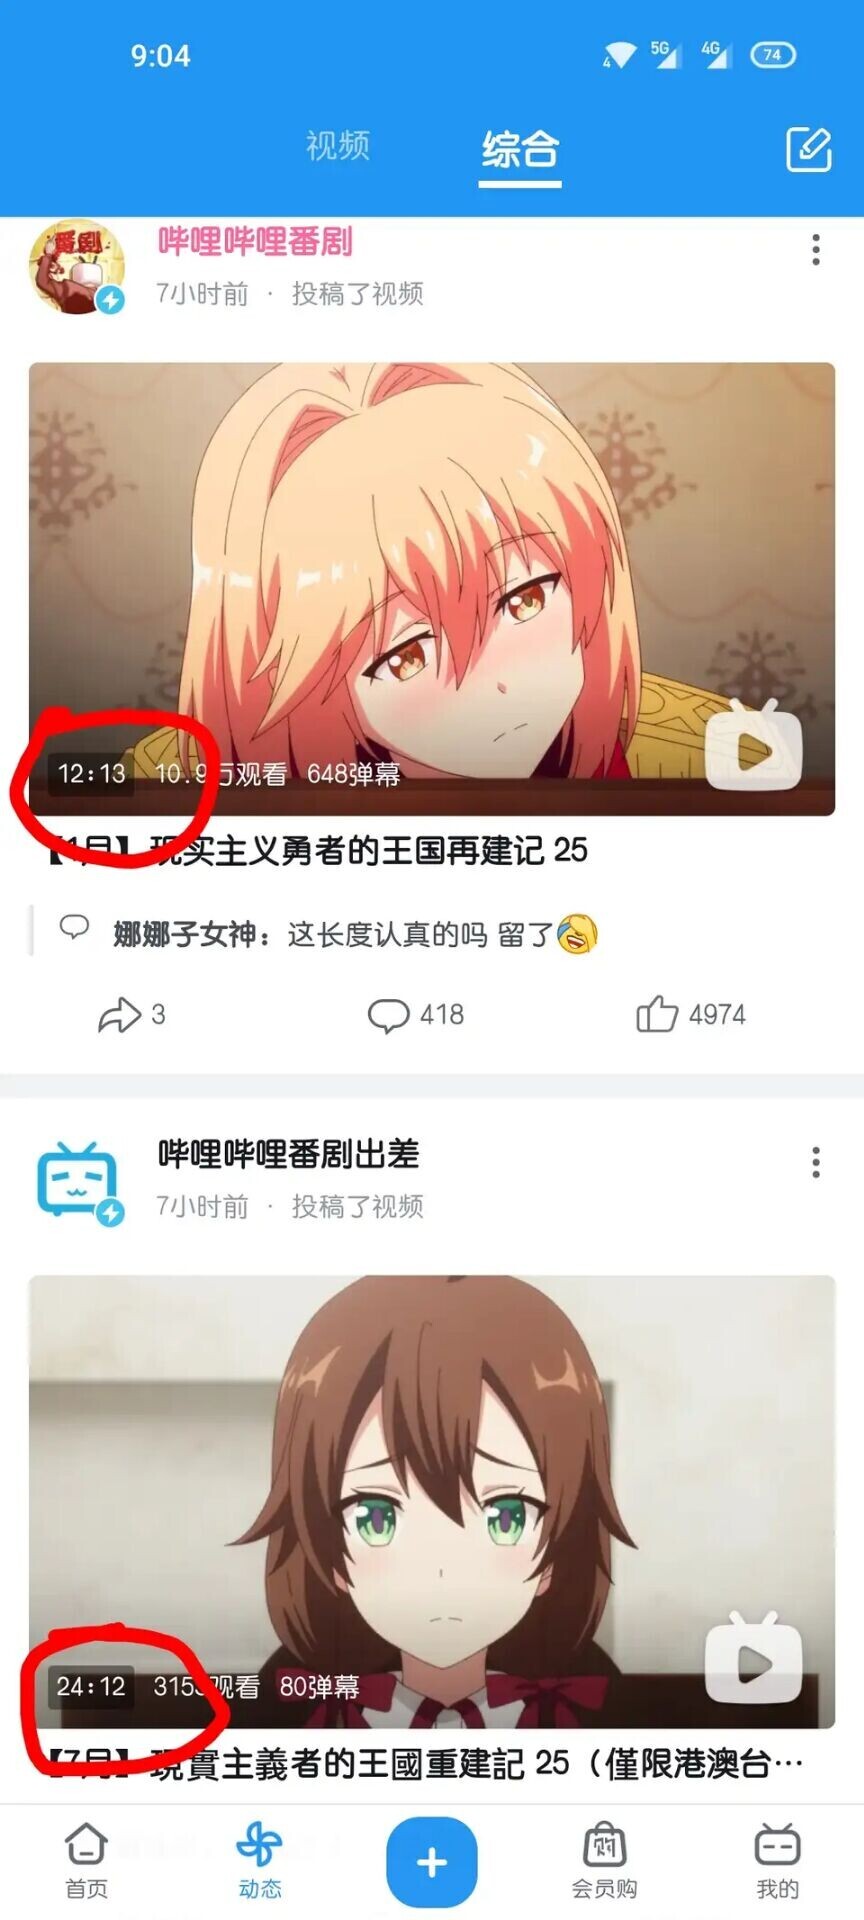 9:04
4 5G 4G 74
视频 综合
番剧
哔哩哔哩番剧
7小时前 · 投稿了视频
12:13 10.9万观看 648弹幕
【1月】现实主义勇者的王国再建记 25
娜娜子女神：这长度认真的吗 留了
3 418 4974
哔哩哔哩番剧出差
7小时前 · 投稿了视频
24:12 315 观看 80弹幕
【7月】現實主義者的王國重建記 25（僅限港澳台…
首页 动态 购 会员购 我的